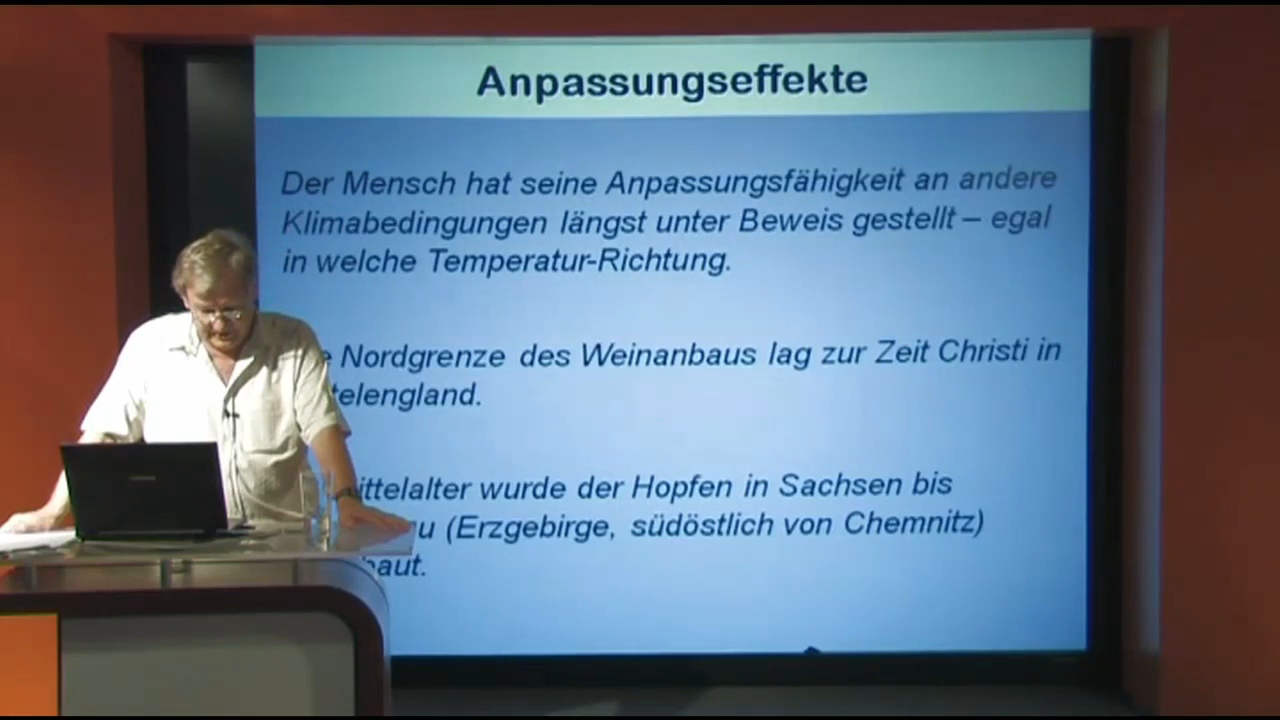 Anpassungseffekte
Der Mensch hat seine Anpassungsfähigkeit an andere
Klimabedingungen längst unter Beweis gestellt – egal
in welche Temperatur-Richtung.
Nordgrenze des Weinanbaus lag zur Zeit Christi in
telengland.
ittelalter wurde der Hopfen in Sachsen bis
u (Erzgebirge, südöstlich von Chemnitz)
baut.